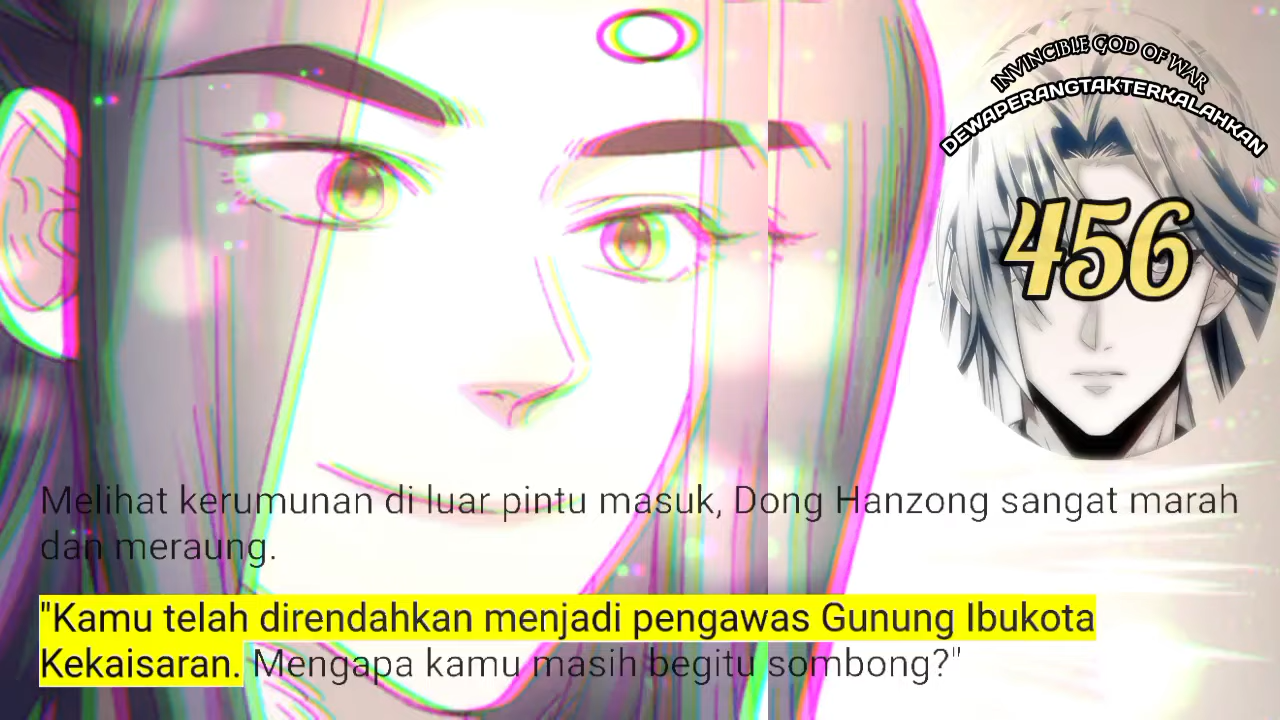 INVINCIBLE GOD OF WAR
DEWAPERANGTAKTERKALAHKAN
456
Melihat kerumunan di luar pintu masuk, Dong Hanzong sangat marah
dan meraung.
"Kamu telah direndahkan menjadi pengawas Gunung Ibukota
Kekaisaran. Mengapa kamu masih begitu sombong?"